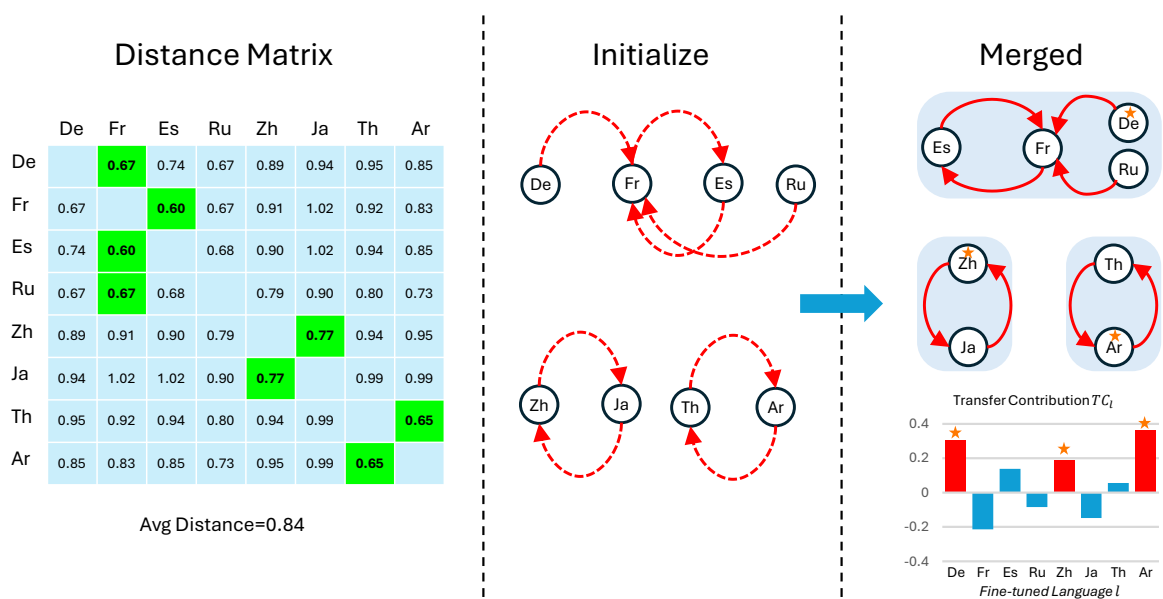 Distance Matrix
De Fr Es Ru Zh Ja Th Ar
De 0.67 0.74 0.67 0.89 0.94 0.95 0.85
Fr 0.67 0.60 0.67 0.91 1.02 0.92 0.83
Es 0.74 0.60 0.68 0.90 1.02 0.94 0.85
Ru 0.67 0.67 0.68 0.79 0.90 0.80 0.73
Zh 0.89 0.91 0.90 0.79 0.77 0.94 0.95
Ja 0.94 1.02 1.02 0.90 0.77 0.99 0.99
Th 0.95 0.92 0.94 0.80 0.94 0.99 0.65
Ar 0.85 0.83 0.85 0.73 0.95 0.99 0.65
Avg Distance=0.84
Initialize
De Fr Es Ru
Zh Ja Th Ar
Merged
De
Es Fr
Ru
Zh Th
Ja Ar
Transfer Contribution TC_l
0.4
0.2
0
-0.2
-0.4
De Fr Es Ru Zh Ja Th Ar
Fine-tuned Language l